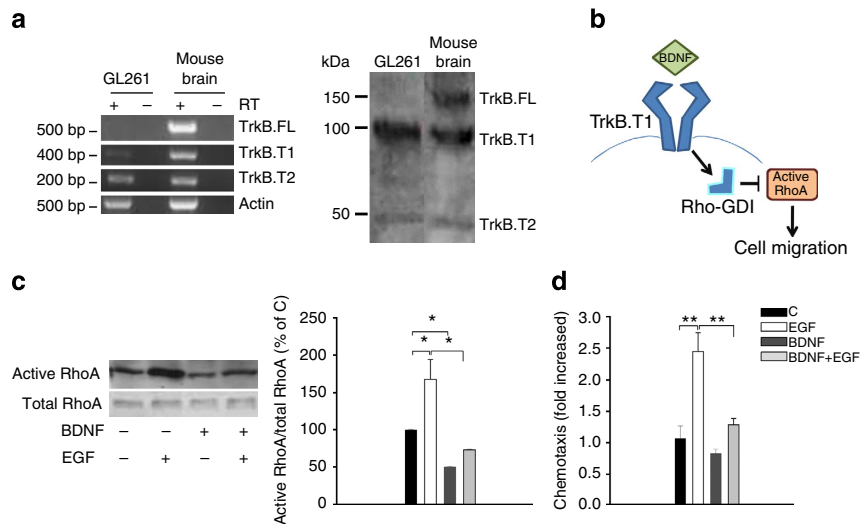 a
GL261
Mouse
brain
+ – + – RT
500 bp – TrkB.FL
400 bp – TrkB.T1
200 bp – TrkB.T2
500 bp – Actin
kDa GL261 Mouse
brain
150 TrkB.FL
100 TrkB.T1
50 TrkB.T2
b
BDNF
TrkB.T1
Rho-GDI
Active
RhoA
Cell migration
c
Active RhoA
Total RhoA
BDNF – – + +
EGF – + – +
Active RhoA/total RhoA (% of C)
250
200
150
100
50
0
*
* *
d
Chemotaxis (fold increased)
3.0
2.5
2.0
1.5
1.0
0.5
0.0
** **
C
EGF
BDNF
BDNF+EGF